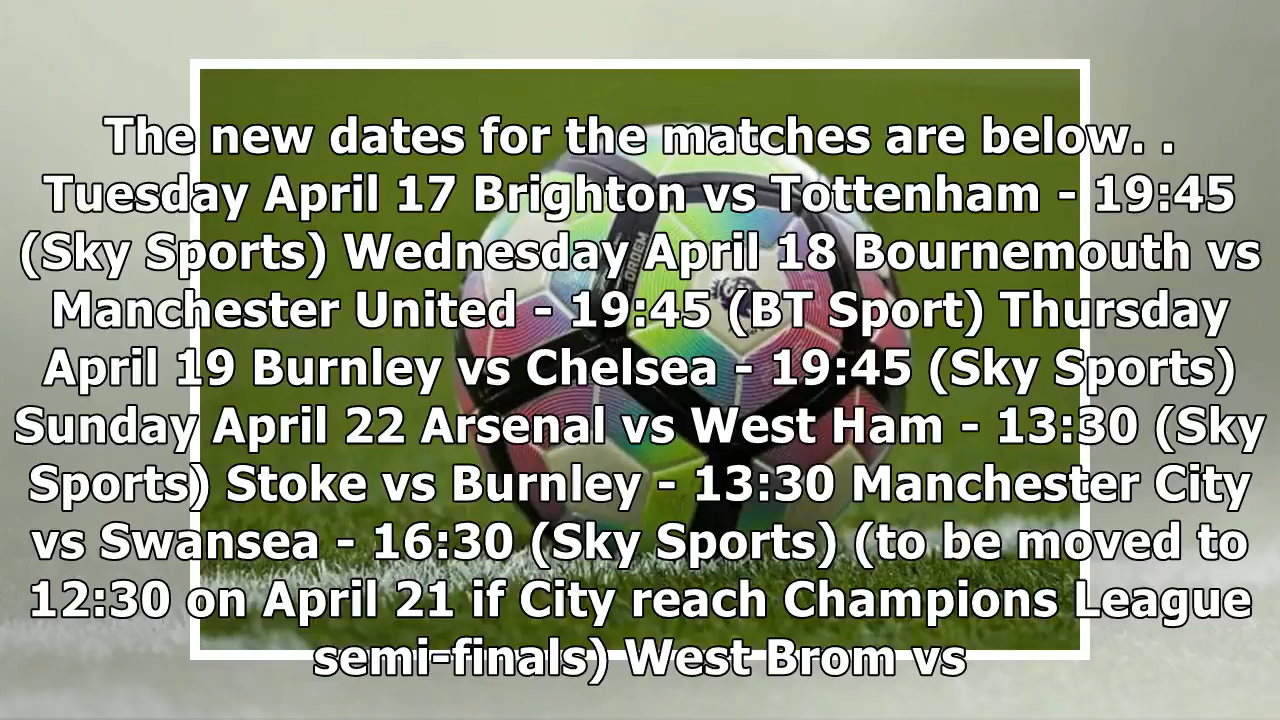 The new dates for the matches are below. .
Tuesday April 17 Brighton vs Tottenham - 19:45
(Sky Sports) Wednesday April 18 Bournemouth vs
Manchester United - 19:45 (BT Sport) Thursday
April 19 Burnley vs Chelsea - 19:45 (Sky Sports)
Sunday April 22 Arsenal vs West Ham - 13:30 (Sky
Sports) Stoke vs Burnley - 13:30 Manchester City
vs Swansea - 16:30 (Sky Sports) (to be moved to
12:30 on April 21 if City reach Champions League
semi-finals) West Brom vs
ORDEM